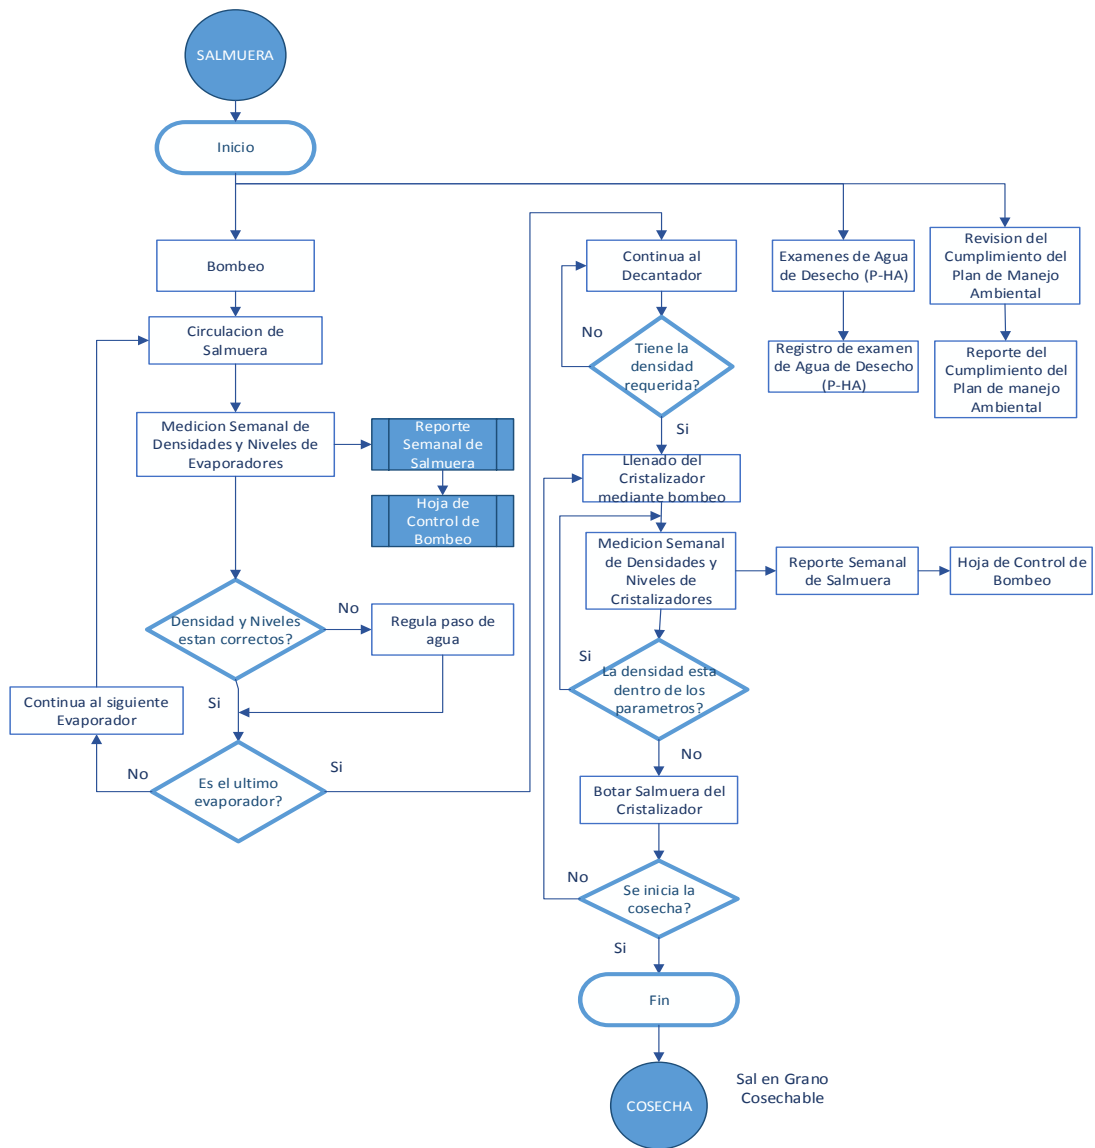 SALMUERA
Inicio
Bombeo
Circulacion de
Salmuera
Medicion Semanal de
Densidades y Niveles de
Evaporadores
Reporte
Semanal de
Salmuera
Hoja de
Control de
Bombeo
Densidad y Niveles
estan correctos?
No
Regula paso de
agua
Si
Continua al siguiente
Evaporador
No
Es el ultimo
evaporador?
Si
Continua al
Decantador
No
Tiene la
densidad
requerida?
Si
Llenado del
Cristalizador
mediante bombeo
Medicion Semanal
de Densidades y
Niveles de
Cristalizadores
Reporte Semanal
de Salmuera
Hoja de Control de
Bombeo
Si
La densidad esta
dentro de los
parametros?
No
Botar Salmuera del
Cristalizador
No
Se inicia la
cosecha?
Si
Fin
COSECHA
Sal en Grano
Cosechable
Examenes de Agua
de Desecho (P-HA)
Registro de examen
de Agua de Desecho
(P-HA)
Revision del
Cumplimiento del
Plan de Manejo
Ambiental
Reporte del
Cumplimiento del
Plan de manejo
Ambiental